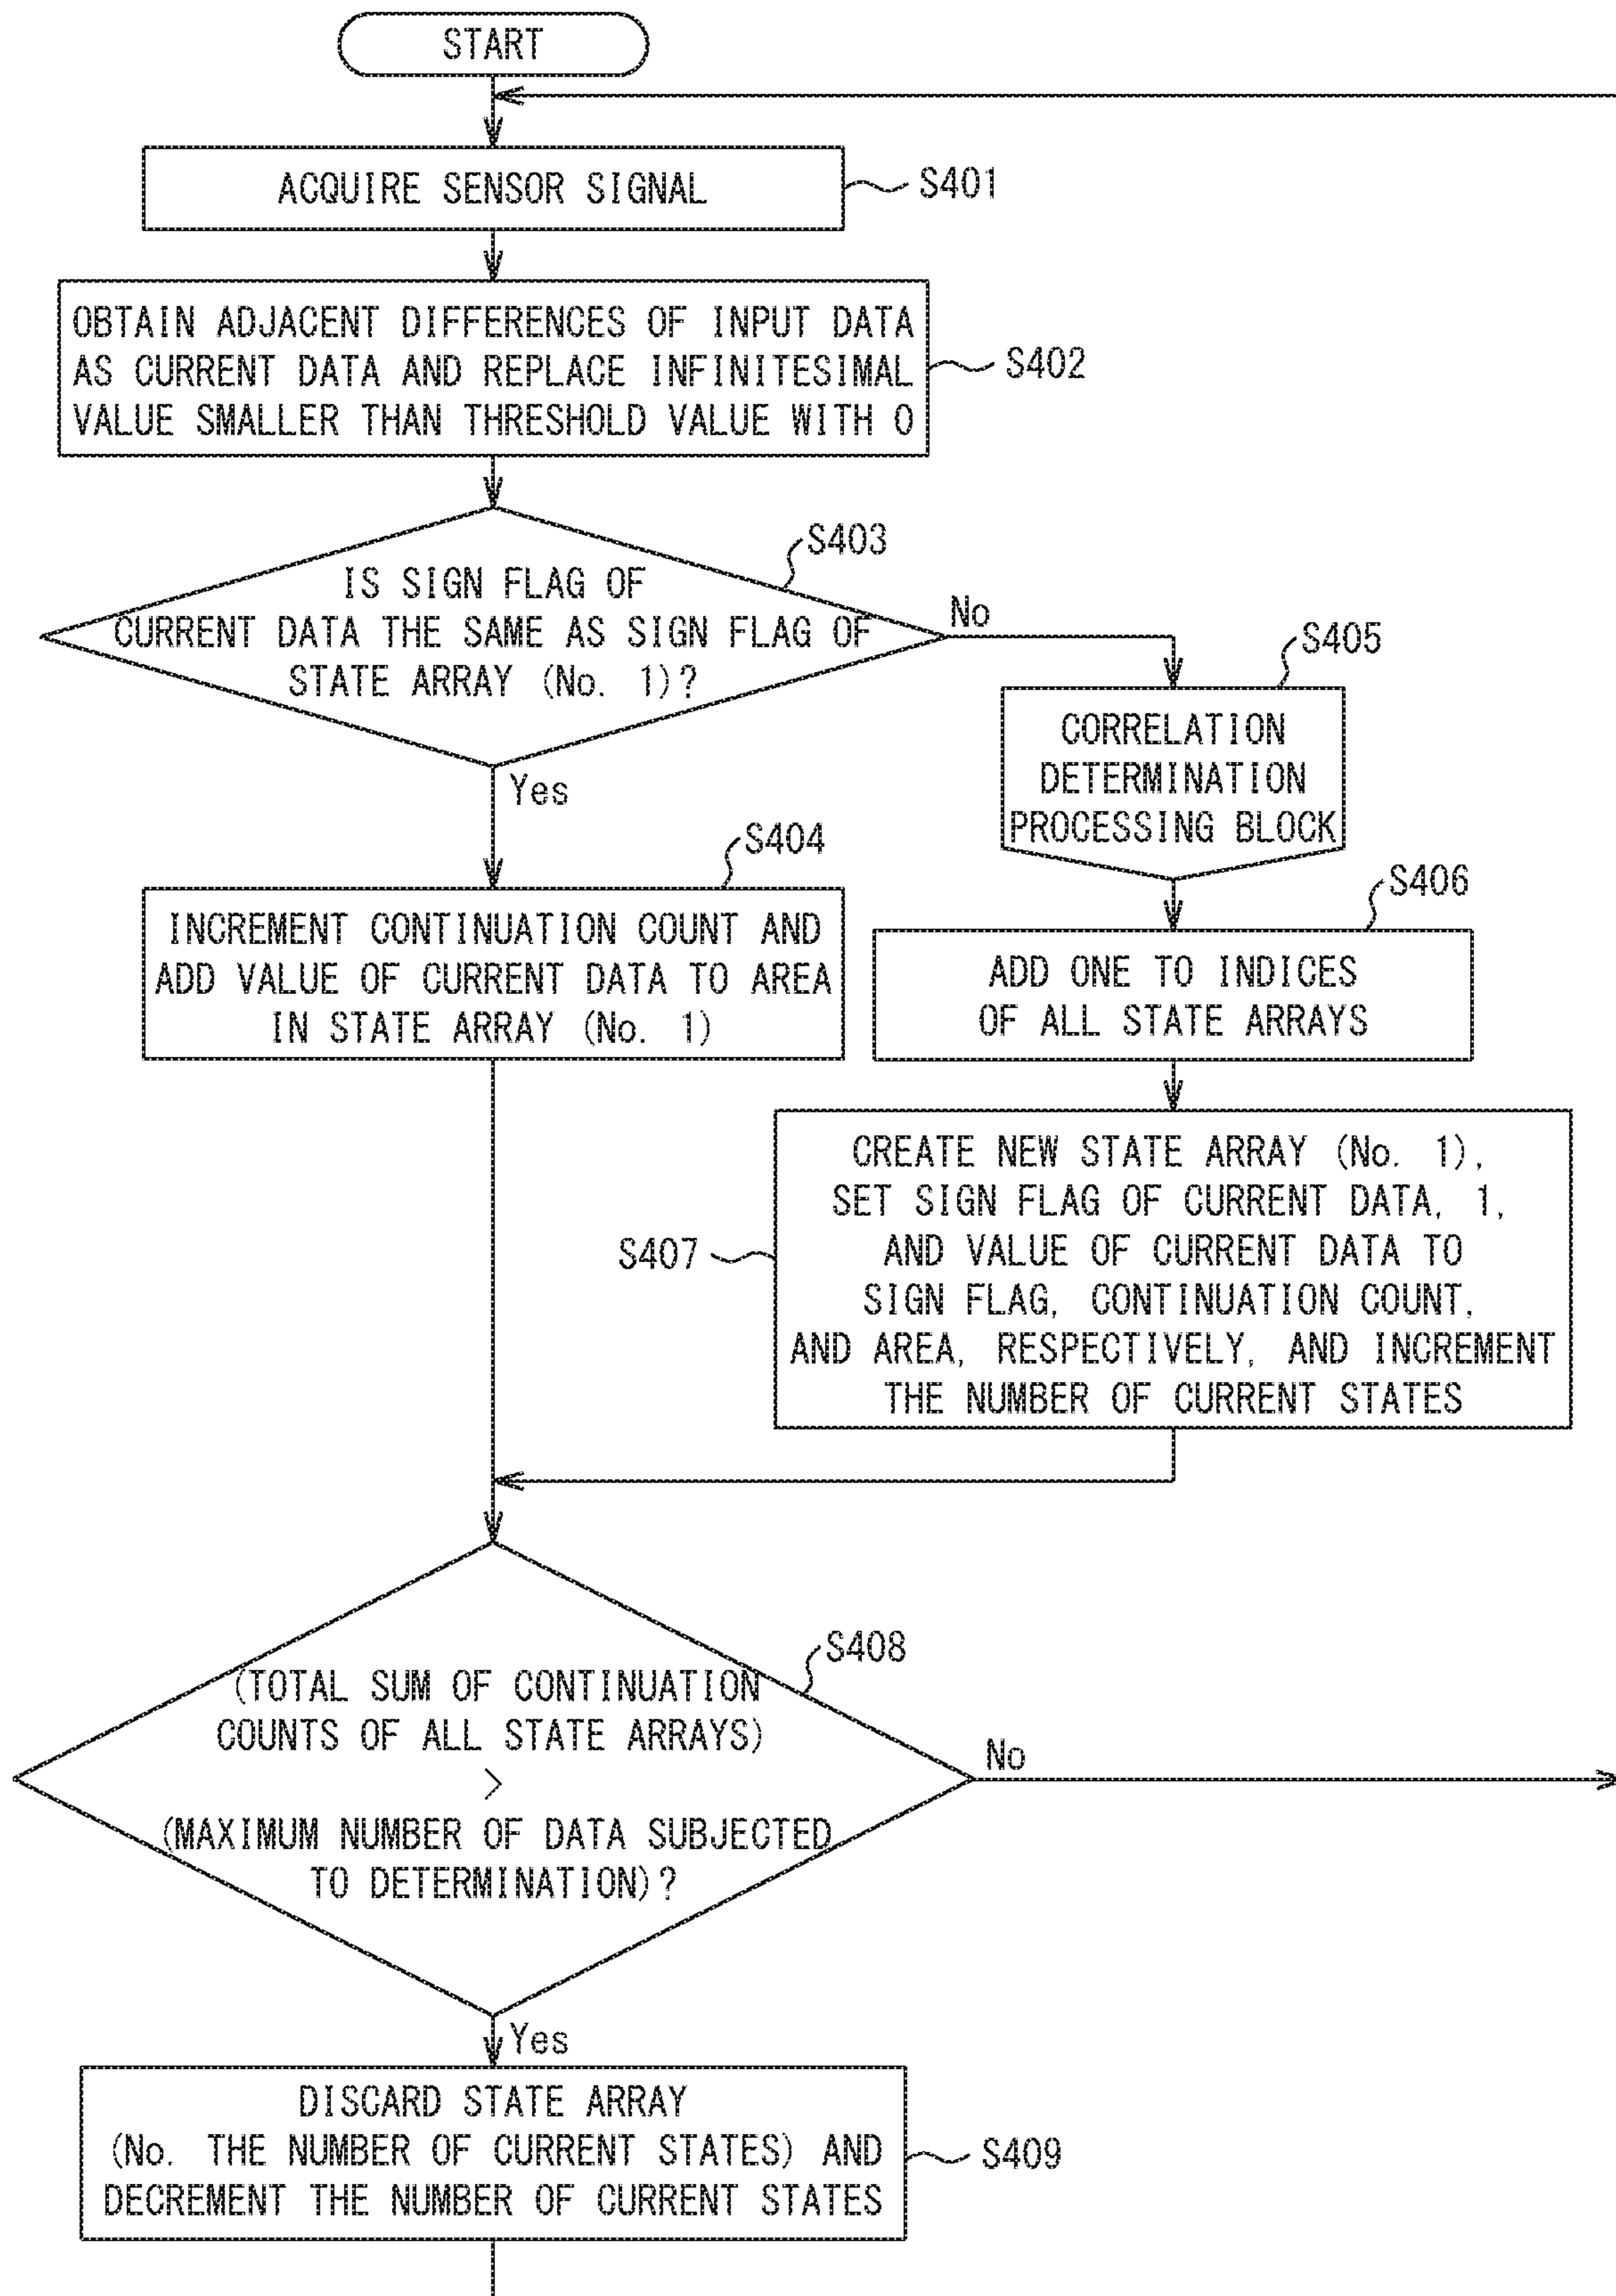 START
ACQUIRE SENSOR SIGNAL
S401
OBTAIN ADJACENT DIFFERENCES OF INPUT DATA
AS CURRENT DATA AND REPLACE INFINITESIMAL
VALUE SMALLER THAN THRESHOLD VALUE WITH 0
S402
S403
IS SIGN FLAG OF
CURRENT DATA THE SAME AS SIGN FLAG OF
STATE ARRAY (No. 1)?
No
Yes
S405
CORRELATION
DETERMINATION
PROCESSING BLOCK
S404
INCREMENT CONTINUATION COUNT AND
ADD VALUE OF CURRENT DATA TO AREA
IN STATE ARRAY (No. 1)
S406
ADD ONE TO INDICES
OF ALL STATE ARRAYS
S407
CREATE NEW STATE ARRAY (No. 1),
SET SIGN FLAG OF CURRENT DATA, 1,
AND VALUE OF CURRENT DATA TO
SIGN FLAG, CONTINUATION COUNT,
AND AREA, RESPECTIVELY, AND INCREMENT
THE NUMBER OF CURRENT STATES
S408
(TOTAL SUM OF CONTINUATION
COUNTS OF ALL STATE ARRAYS)
>
(MAXIMUM NUMBER OF DATA SUBJECTED
TO DETERMINATION)?
No
Yes
DISCARD STATE ARRAY
(No. THE NUMBER OF CURRENT STATES) AND
DECREMENT THE NUMBER OF CURRENT STATES
S409